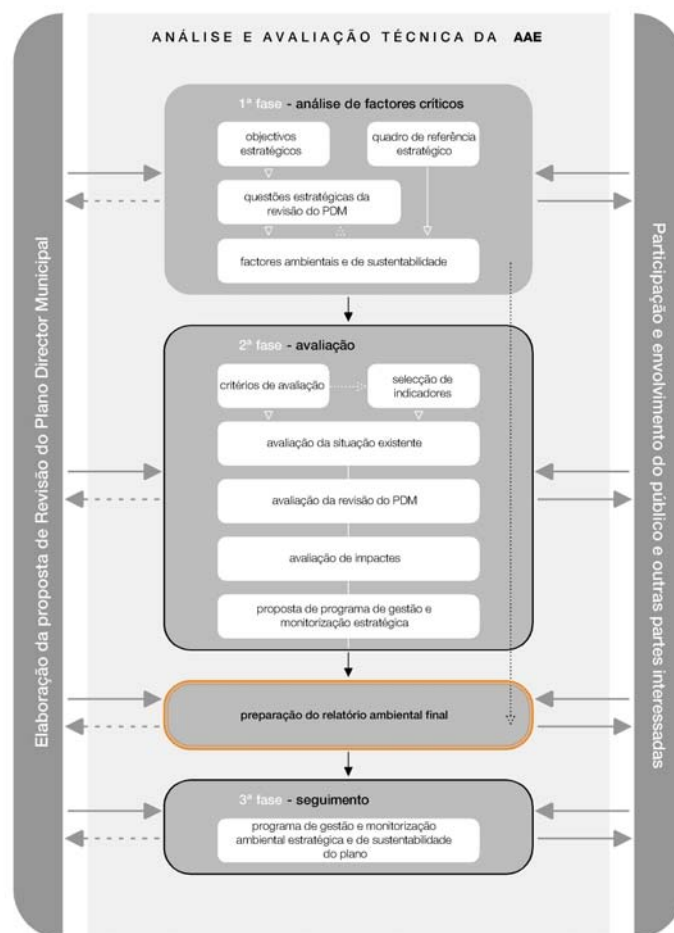 ANÁLISE E AVALIAÇÃO TÉCNICA DA AAE
Elaboração da proposta de Revisão do Plano Director Municipal
1ª fase - análise de factores críticos
objectivos
estratégicos
quadro de referência
estratégico
questões estratégicas da
revisão do PDM
factores ambientais e de sustentabilidade
2ª fase - avaliação
critérios de avaliação
selecção de
indicadores
avaliação da situação existente
avaliação da revisão do PDM
avaliação de impactes
proposta de programa de gestão e
monitorização estratégica
preparação do relatório ambiental final
3ª fase - seguimento
programa de gestão e monitorização
ambiental estratégica e de sustentabilidade
do plano
Participação e envolvimento do público e outras partes interessadas